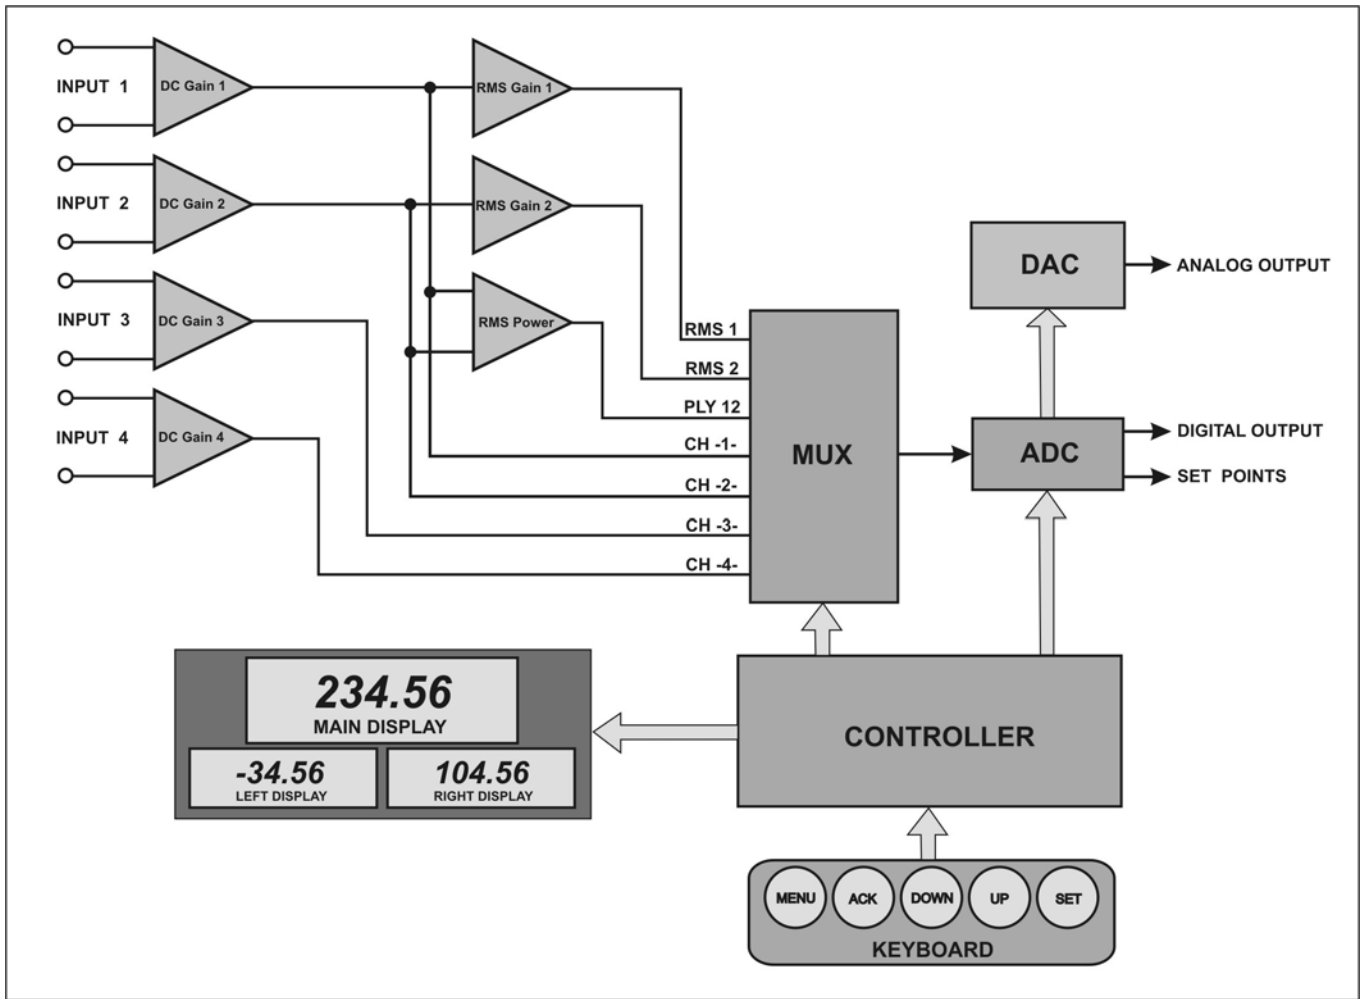 INPUT 1
DC Gain 1
RMS Gain 1
INPUT 2
DC Gain 2
RMS Gain 2
INPUT 3
DC Gain 3
RMS Power
INPUT 4
DC Gain 4
RMS 1
RMS 2
PLY 12
CH -1-
CH -2-
CH -3-
CH -4-
MUX
DAC
ANALOG OUTPUT
ADC
DIGITAL OUTPUT
SET POINTS
234.56
MAIN DISPLAY
-34.56
LEFT DISPLAY
104.56
RIGHT DISPLAY
CONTROLLER
MENU
ACK
DOWN
UP
SET
KEYBOARD